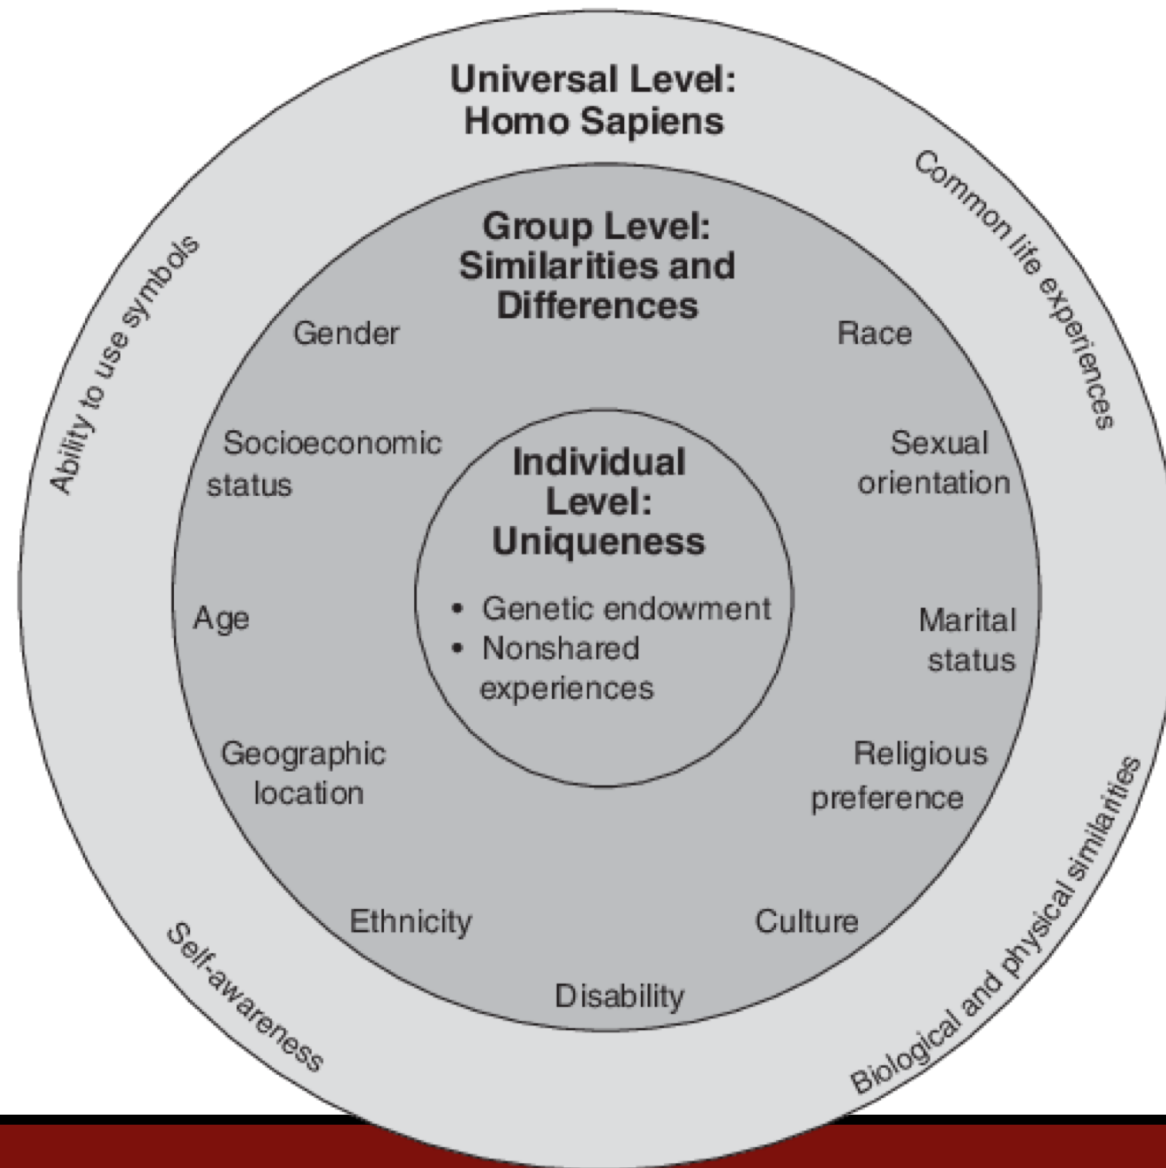 Universal Level:
Homo Sapiens
Common life experiences
Ability to use symbols
Group Level:
Similarities and
Differences
Gender
Race
Socioeconomic
status
Sexual
orientation
Individual
Level:
Uniqueness
• Genetic endowment
• Nonshared
experiences
Age
Marital
status
Geographic
location
Religious
preference
Ethnicity
Culture
Disability
Self-awareness
Biological and physical similarities